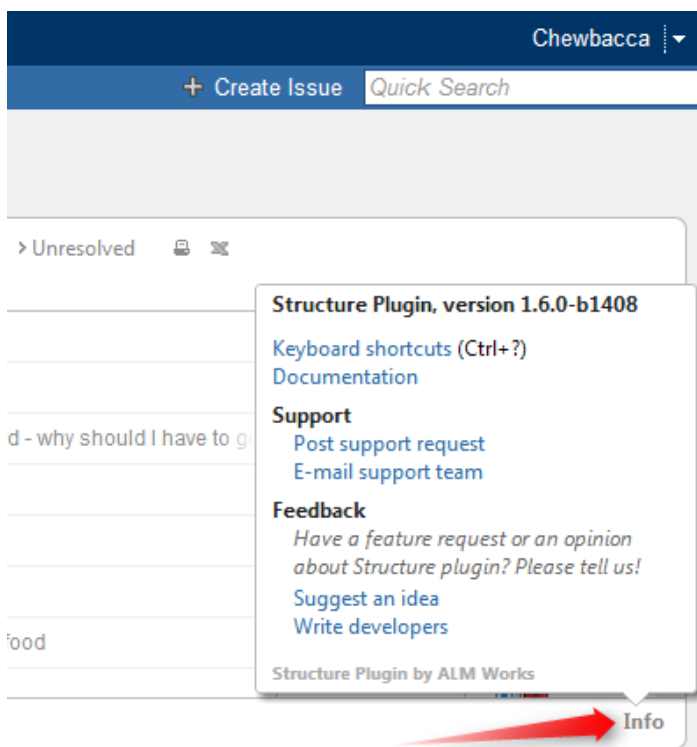 Chewbacca
+ Create Issue Quick Search
> Unresolved
Structure Plugin, version 1.6.0-b1408
Keyboard shortcuts (Ctrl+?)
Documentation
Support
d - why should I have to
Post support request
E-mail support team
Feedback
Have a feature request or an opinion
about Structure plugin? Please tell us!
Suggest an idea
Write developers
food
Structure Plugin by ALM Works
Info